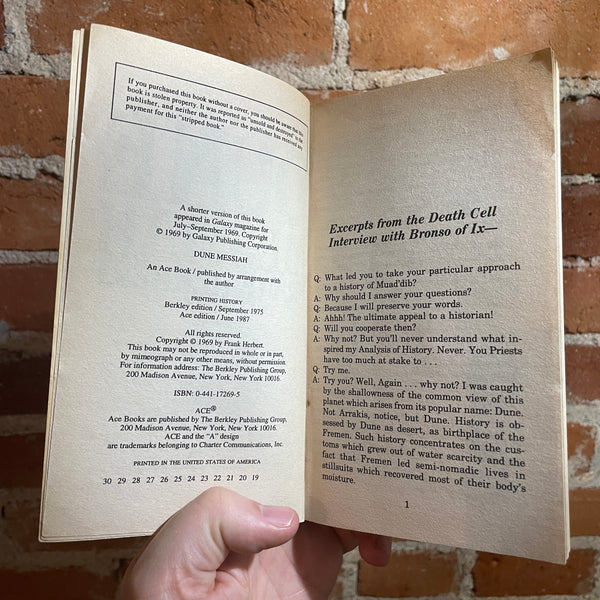 If you purchased this book without a cover, you should be aware that this
book is stolen property. It was reported as "unsold and destroyed" to the
publisher, and neither the author nor the publisher has received any
payment for this "stripped book."
A shorter version of this book
appeared in Galaxy magazine for
July–September 1969. Copyright
© 1969 by Galaxy Publishing Corporation.
DUNE MESSIAH
An Ace Book / published by arrangement with
the author
PRINTING HISTORY
Berkley edition / September 1975
Ace edition / June 1987
All rights reserved.
Copyright © 1969 by Frank Herbert.
This book may not be reproduced in whole or in part,
by mimeograph or any other means, without permission.
For information address: The Berkley Publishing Group,
200 Madison Avenue, New York, New York 10016.
ISBN: 0-441-17269-5
ACE®
Ace Books are published by The Berkley Publishing Group,
200 Madison Avenue, New York, New York 10016.
ACE and the "A" design
are trademarks belonging to Charter Communications, Inc.
PRINTED IN THE UNITED STATES OF AMERICA
30 29 28 27 26 25 24 23 22 21 20 19
Excerpts from the Death Cell
Interview with Bronso of Ix—
Q: What led you to take your particular approach
to a history of Muad'dib?
A: Why should I answer your questions?
Q: Because I will preserve your words.
A: Ahhh! The ultimate appeal to a historian!
Q: Will you cooperate then?
A: Why not? But you'll never understand what in-
spired my Analysis of History. Never. You Priests
have too much at stake to . . .
Q: Try me.
A: Try you? Well, Again . . . why not? I was caught
by the shallowness of the common view of this
planet which arises from its popular name: Dune.
Not Arrakis, notice, but Dune. History is ob-
sessed by Dune as desert, as birthplace of the
Fremen. Such history concentrates on the cus-
toms which grew out of water scarcity and the
fact that Fremen led semi-nomadic lives in
stillsuits which recovered most of their body's
moisture.
1